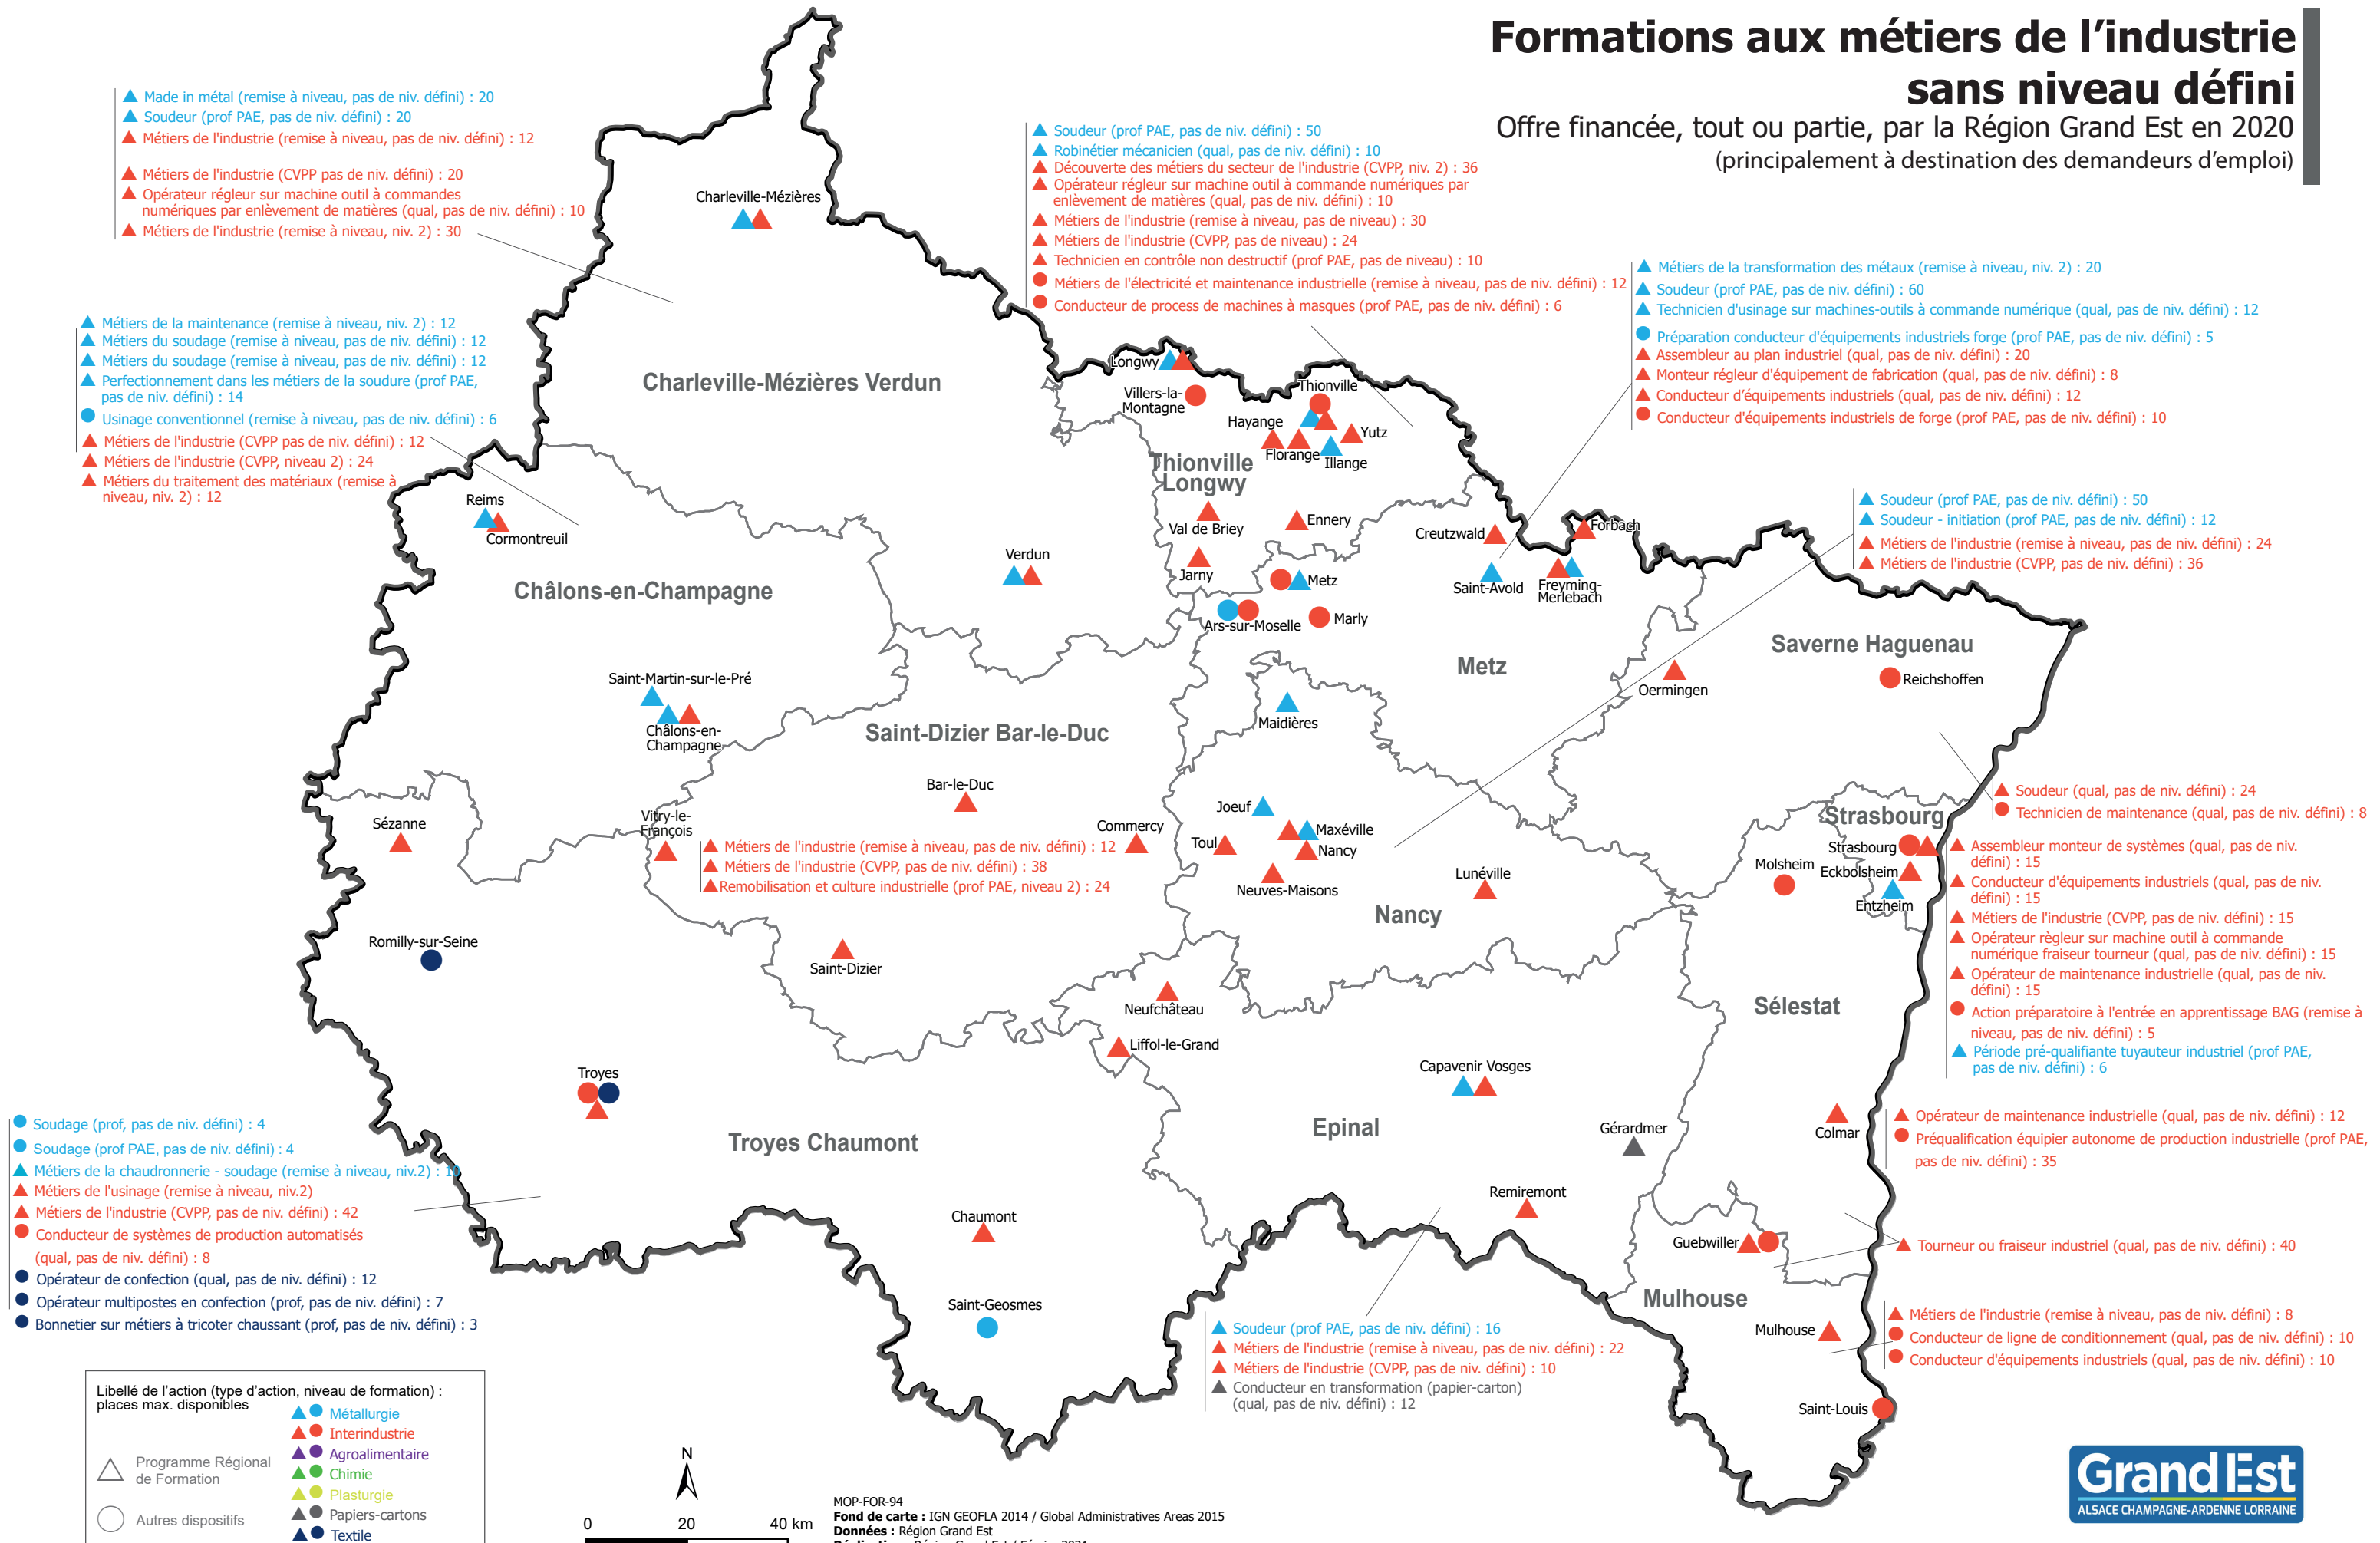 Formations aux métiers de l’industrie
sans niveau défini
Offre financée, tout ou partie, par la Région Grand Est en 2020
(principalement à destination des demandeurs d’emploi)
Made in métal (remise à niveau, pas de niv. défini) : 20
Soudeur (prof PAE, pas de niv. défini) : 20
Métiers de l'industrie (remise à niveau, pas de niv. défini) : 12
Métiers de l'industrie (CVPP pas de niv. défini) : 20
Opérateur régleur sur machine outil à commandes
numériques par enlèvement de matières (qual, pas de niv. défini) : 10
Métiers de l'industrie (remise à niveau, niv. 2) : 30
Soudeur (prof PAE, pas de niv. défini) : 50
Robinétier mécanicien (qual, pas de niv. défini) : 10
Découverte des métiers du secteur de l'industrie (CVPP, niv. 2) : 36
Opérateur régleur sur machine outil à commande numériques par
enlèvement de matières (qual, pas de niv. défini) : 10
Métiers de l'industrie (remise à niveau, pas de niveau) : 30
Métiers de l'industrie (CVPP, pas de niveau) : 24
Technicien en contrôle non destructif (prof PAE, pas de niveau) : 10
Métiers de l'électricité et maintenance industrielle (remise à niveau, pas de niv. défini) : 12
Conducteur de process de machines à masques (prof PAE, pas de niv. défini) : 6
Métiers de la transformation des métaux (remise à niveau, niv. 2) : 20
Soudeur (prof PAE, pas de niv. défini) : 60
Technicien d'usinage sur machines-outils à commande numérique (qual, pas de niv. défini) : 12
Préparation conducteur d'équipements industriels forge (prof PAE, pas de niv. défini) : 5
Assembleur au plan industriel (qual, pas de niv. défini) : 20
Monteur régleur d'équipement de fabrication (qual, pas de niv. défini) : 8
Conducteur d’équipements industriels (qual, pas de niv. défini) : 12
Conducteur d'équipements industriels de forge (prof PAE, pas de niv. défini) : 10
Métiers de la maintenance (remise à niveau, niv. 2) : 12
Métiers du soudage (remise à niveau, pas de niv. défini) : 12
Métiers du soudage (remise à niveau, pas de niv. défini) : 12
Perfectionnement dans les métiers de la soudure (prof PAE,
pas de niv. défini) : 14
Usinage conventionnel (remise à niveau, pas de niv. défini) : 6
Métiers de l'industrie (CVPP pas de niv. défini) : 12
Métiers de l'industrie (CVPP, niveau 2) : 24
Métiers du traitement des matériaux (remise à
niveau, niv. 2) : 12
Soudeur (prof PAE, pas de niv. défini) : 50
Soudeur - initiation (prof PAE, pas de niv. défini) : 12
Métiers de l'industrie (remise à niveau, pas de niv. défini) : 24
Métiers de l'industrie (CVPP, pas de niv. défini) : 36
Charleville-Mézières
Charleville-Mézières Verdun
Longwy
Villers-la-
Montagne
Thionville
Hayange
Yutz
Florange
Illange
Thionville
Longwy
Val de Briey
Ennery
Jarny
Reims
Cormontreuil
Verdun
Châlons-en-Champagne
Creutzwald
Forbach
Saint-Avold
Freyming-
Merlebach
Metz
Ars-sur-Moselle
Marly
Metz
Saverne Haguenau
Reichshoffen
Oermingen
Saint-Martin-sur-le-Pré
Châlons-en-
Champagne
Saint-Dizier Bar-le-Duc
Maidières
Bar-le-Duc
Joeuf
Sézanne
Vitry-le-
François
Commercy
Toul
Maxéville
Nancy
Neuves-Maisons
Lunéville
Nancy
Métiers de l'industrie (remise à niveau, pas de niv. défini) : 12
Métiers de l'industrie (CVPP, pas de niv. défini) : 38
Remobilisation et culture industrielle (prof PAE, niveau 2) : 24
Soudeur (qual, pas de niv. défini) : 24
Technicien de maintenance (qual, pas de niv. défini) : 8
Strasbourg
Strasbourg
Molsheim
Eckbolsheim
Entzheim
Assembleur monteur de systèmes (qual, pas de niv.
défini) : 15
Conducteur d'équipements industriels (qual, pas de niv.
défini) : 15
Métiers de l'industrie (CVPP, pas de niv. défini) : 15
Opérateur règleur sur machine outil à commande
numérique fraiseur tourneur (qual, pas de niv. défini) : 15
Opérateur de maintenance industrielle (qual, pas de niv.
défini) : 15
Action préparatoire à l'entrée en apprentissage BAG (remise à
niveau, pas de niv. défini) : 5
Période pré-qualifiante tuyauteur industriel (prof PAE,
pas de niv. défini) : 6
Romilly-sur-Seine
Saint-Dizier
Neufchâteau
Liffol-le-Grand
Sélestat
Troyes
Troyes Chaumont
Capavenir Vosges
Epinal
Gérardmer
Colmar
Opérateur de maintenance industrielle (qual, pas de niv. défini) : 12
Préqualification équipier autonome de production industrielle (prof PAE,
pas de niv. défini) : 35
Soudage (prof, pas de niv. défini) : 4
Soudage (prof PAE, pas de niv. défini) : 4
Métiers de la chaudronnerie - soudage (remise à niveau, niv.2) :
Métiers de l'usinage (remise à niveau, niv.2)
Métiers de l'industrie (CVPP, pas de niv. défini) : 42
Conducteur de systèmes de production automatisés
(qual, pas de niv. défini) : 8
Opérateur de confection (qual, pas de niv. défini) : 12
Opérateur multipostes en confection (prof, pas de niv. défini) : 7
Bonnetier sur métiers à tricoter chaussant (prof, pas de niv. défini) : 3
Chaumont
Remiremont
Saint-Geosmes
Guebwiller
Tourneur ou fraiseur industriel (qual, pas de niv. défini) : 40
Mulhouse
Mulhouse
Saint-Louis
Métiers de l'industrie (remise à niveau, pas de niv. défini) : 8
Conducteur de ligne de conditionnement (qual, pas de niv. défini) : 10
Conducteur d'équipements industriels (qual, pas de niv. défini) : 10
Soudeur (prof PAE, pas de niv. défini) : 16
Métiers de l'industrie (remise à niveau, pas de niv. défini) : 22
Métiers de l'industrie (CVPP, pas de niv. défini) : 10
Conducteur en transformation (papier-carton)
(qual, pas de niv. défini) : 12
Libellé de l’action (type d’action, niveau de formation) :
places max. disponibles
Métallurgie
Interindustrie
Agroalimentaire
Chimie
Plasturgie
Papiers-cartons
Textile
Programme Régional
de Formation
Autres dispositifs
N
0 20 40 km
MOP-FOR-94
Fond de carte : IGN GEOFLA 2014 / Global Administratives Areas 2015
Données : Région Grand Est
Grand Est
ALSACE CHAMPAGNE-ARDENNE LORRAINE